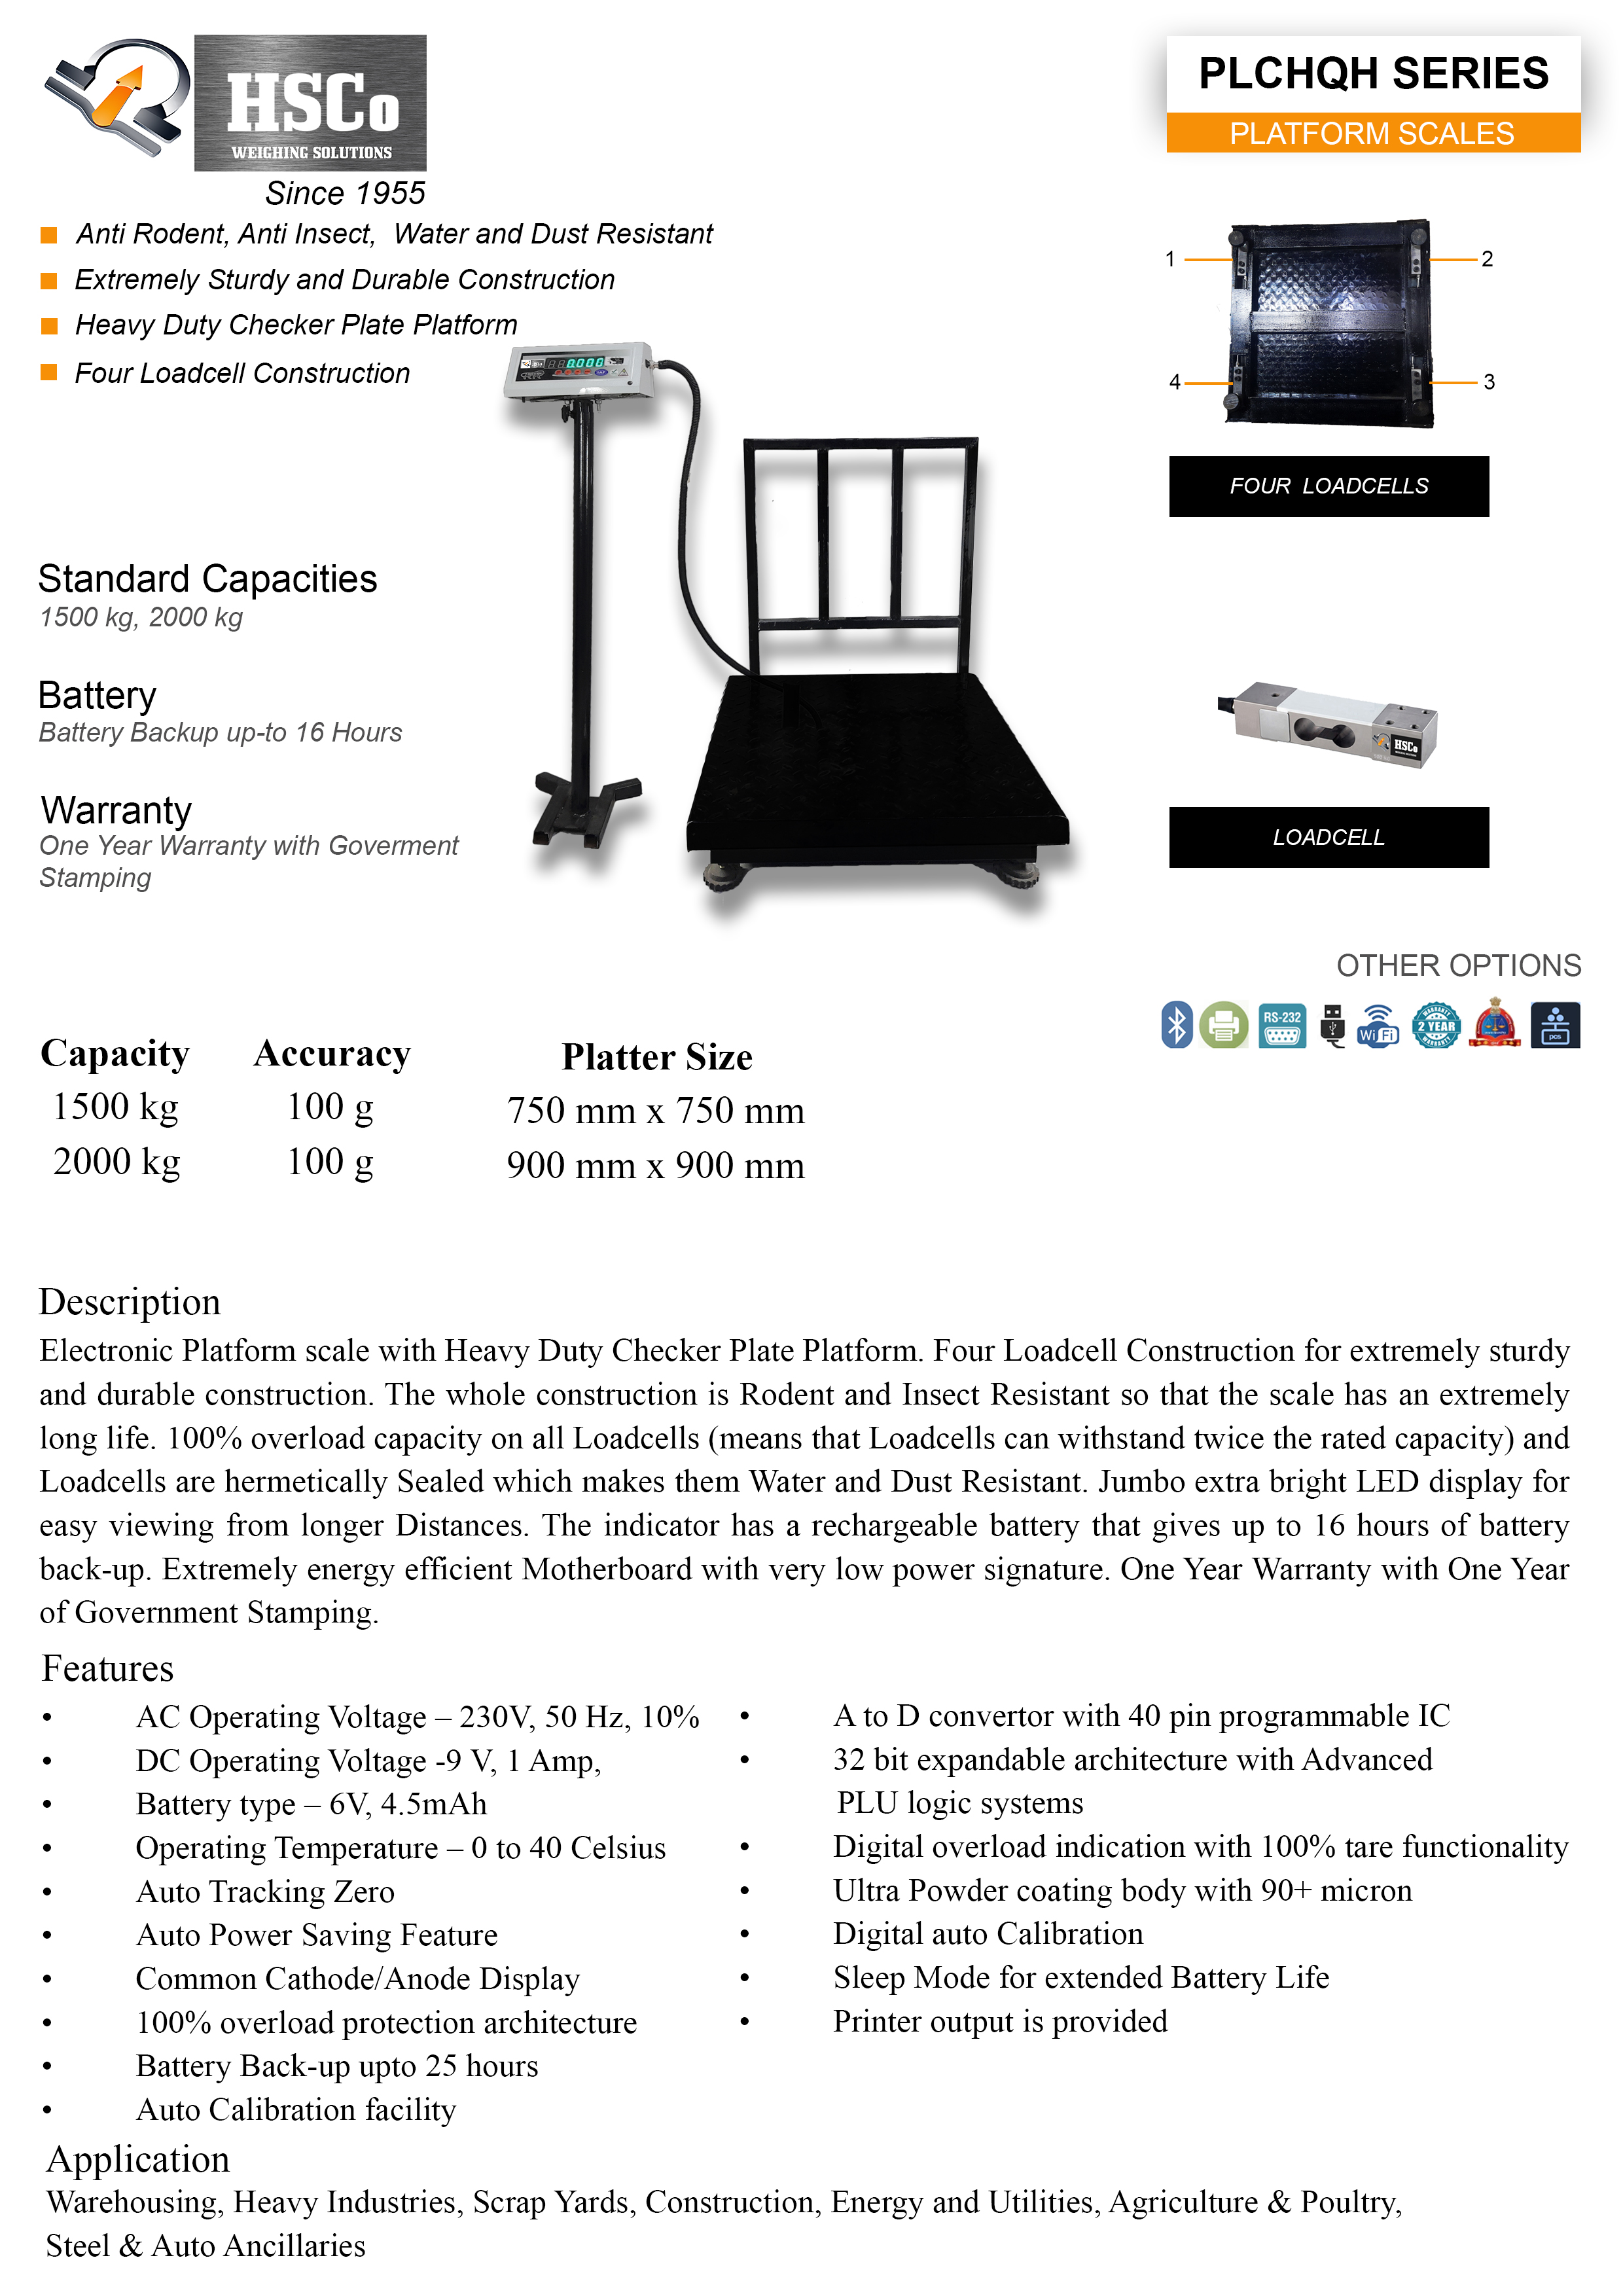 HSCo
WEIGHING SOLUTIONS
Since 1955
PLCHQH SERIES
PLATFORM SCALES
Anti Rodent, Anti Insect, Water and Dust Resistant
Extremely Sturdy and Durable Construction
Heavy Duty Checker Plate Platform
Four Loadcell Construction
0.000
1
2
4
3
FOUR LOADCELLS
Standard Capacities
1500 kg, 2000 kg
Battery
Battery Backup up-to 16 Hours
Warranty
One Year Warranty with Goverment
Stamping
HSCo
LOADCELL
OTHER OPTIONS
RS-232
WiFi
WARRANTY
2 YEAR
WARRANTY
pcs
Capacity Accuracy Platter Size
1500 kg 100 g 750 mm x 750 mm
2000 kg 100 g 900 mm x 900 mm
Description
Electronic Platform scale with Heavy Duty Checker Plate Platform. Four Loadcell Construction for extremely sturdy
and durable construction. The whole construction is Rodent and Insect Resistant so that the scale has an extremely
long life. 100% overload capacity on all Loadcells (means that Loadcells can withstand twice the rated capacity) and
Loadcells are hermetically Sealed which makes them Water and Dust Resistant. Jumbo extra bright LED display for
easy viewing from longer Distances. The indicator has a rechargeable battery that gives up to 16 hours of battery
back-up. Extremely energy efficient Motherboard with very low power signature. One Year Warranty with One Year
of Government Stamping.
Features
• AC Operating Voltage – 230V, 50 Hz, 10%
• DC Operating Voltage -9 V, 1 Amp,
• Battery type – 6V, 4.5mAh
• Operating Temperature – 0 to 40 Celsius
• Auto Tracking Zero
• Auto Power Saving Feature
• Common Cathode/Anode Display
• 100% overload protection architecture
• Battery Back-up upto 25 hours
• Auto Calibration facility
• A to D convertor with 40 pin programmable IC
• 32 bit expandable architecture with Advanced
PLU logic systems
• Digital overload indication with 100% tare functionality
• Ultra Powder coating body with 90+ micron
• Digital auto Calibration
• Sleep Mode for extended Battery Life
• Printer output is provided
Application
Warehousing, Heavy Industries, Scrap Yards, Construction, Energy and Utilities, Agriculture & Poultry,
Steel & Auto Ancillaries